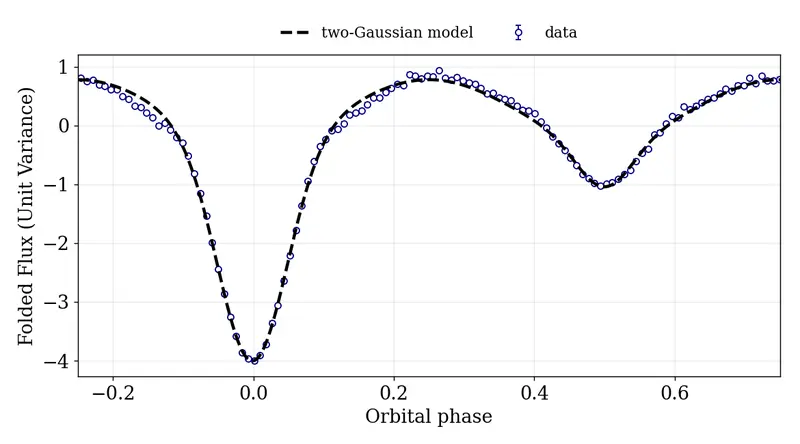 two-Gaussian model
data
Folded Flux (Unit Variance)
1
0
−1
−2
−3
−4
−0.2
0.0
0.2
0.4
0.6
Orbital phase